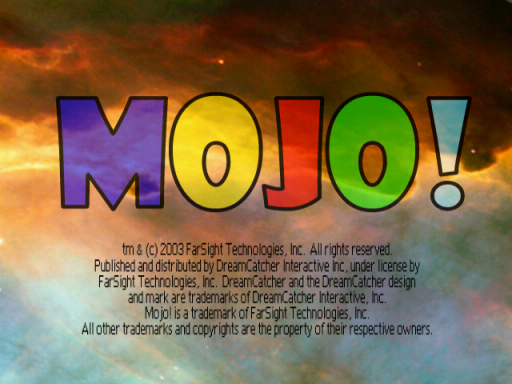 MOJO!
tm & (c) 2003 FarSight Technologies, Inc. All rights reserved.
Published and distributed by DreamCatcher Interactive Inc, under license by
FarSight Technologies, Inc. DreamCatcher and the DreamCatcher design
and mark are trademarks of DreamCatcher Interactive, Inc.
Mojo! is a trademark of FarSight Technologies, Inc.
All other trademarks and copyrights are the property of their respective owners.